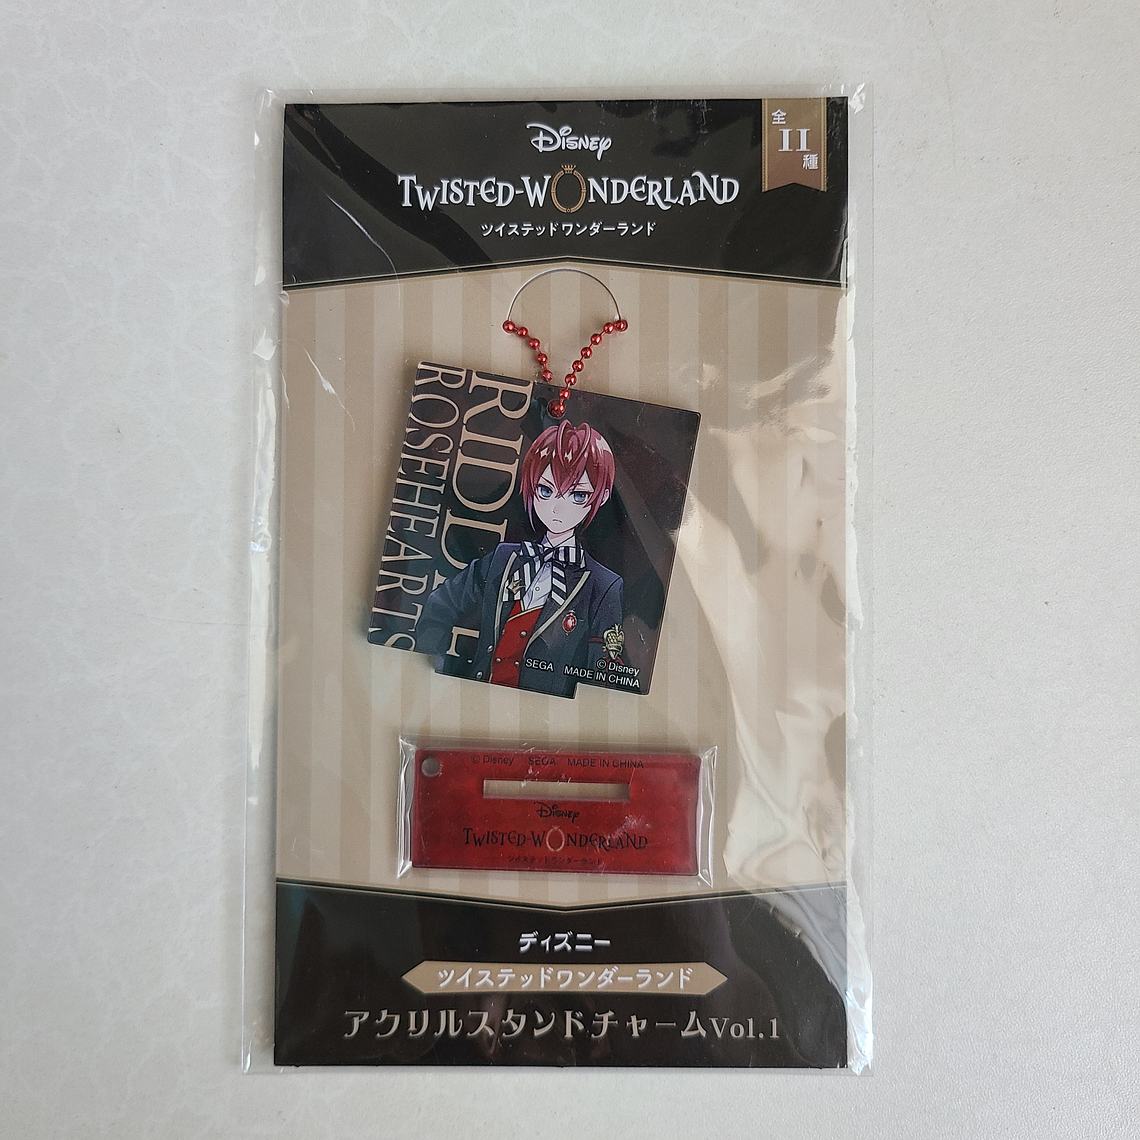 Disney
TWISTED-WONDERLAND
ツイステッドワンダーランド
全
11
種
RIDDLE
ROSEHEARTS
SEGA
© Disney
MADE IN CHINA
© Disney SEGA MADE IN CHINA
Disney
TWISTED-WONDERLAND
ツイステッドワンダーランド
ディズニー
ツイステッドワンダーランド
アクリルスタンドチャームVol.1